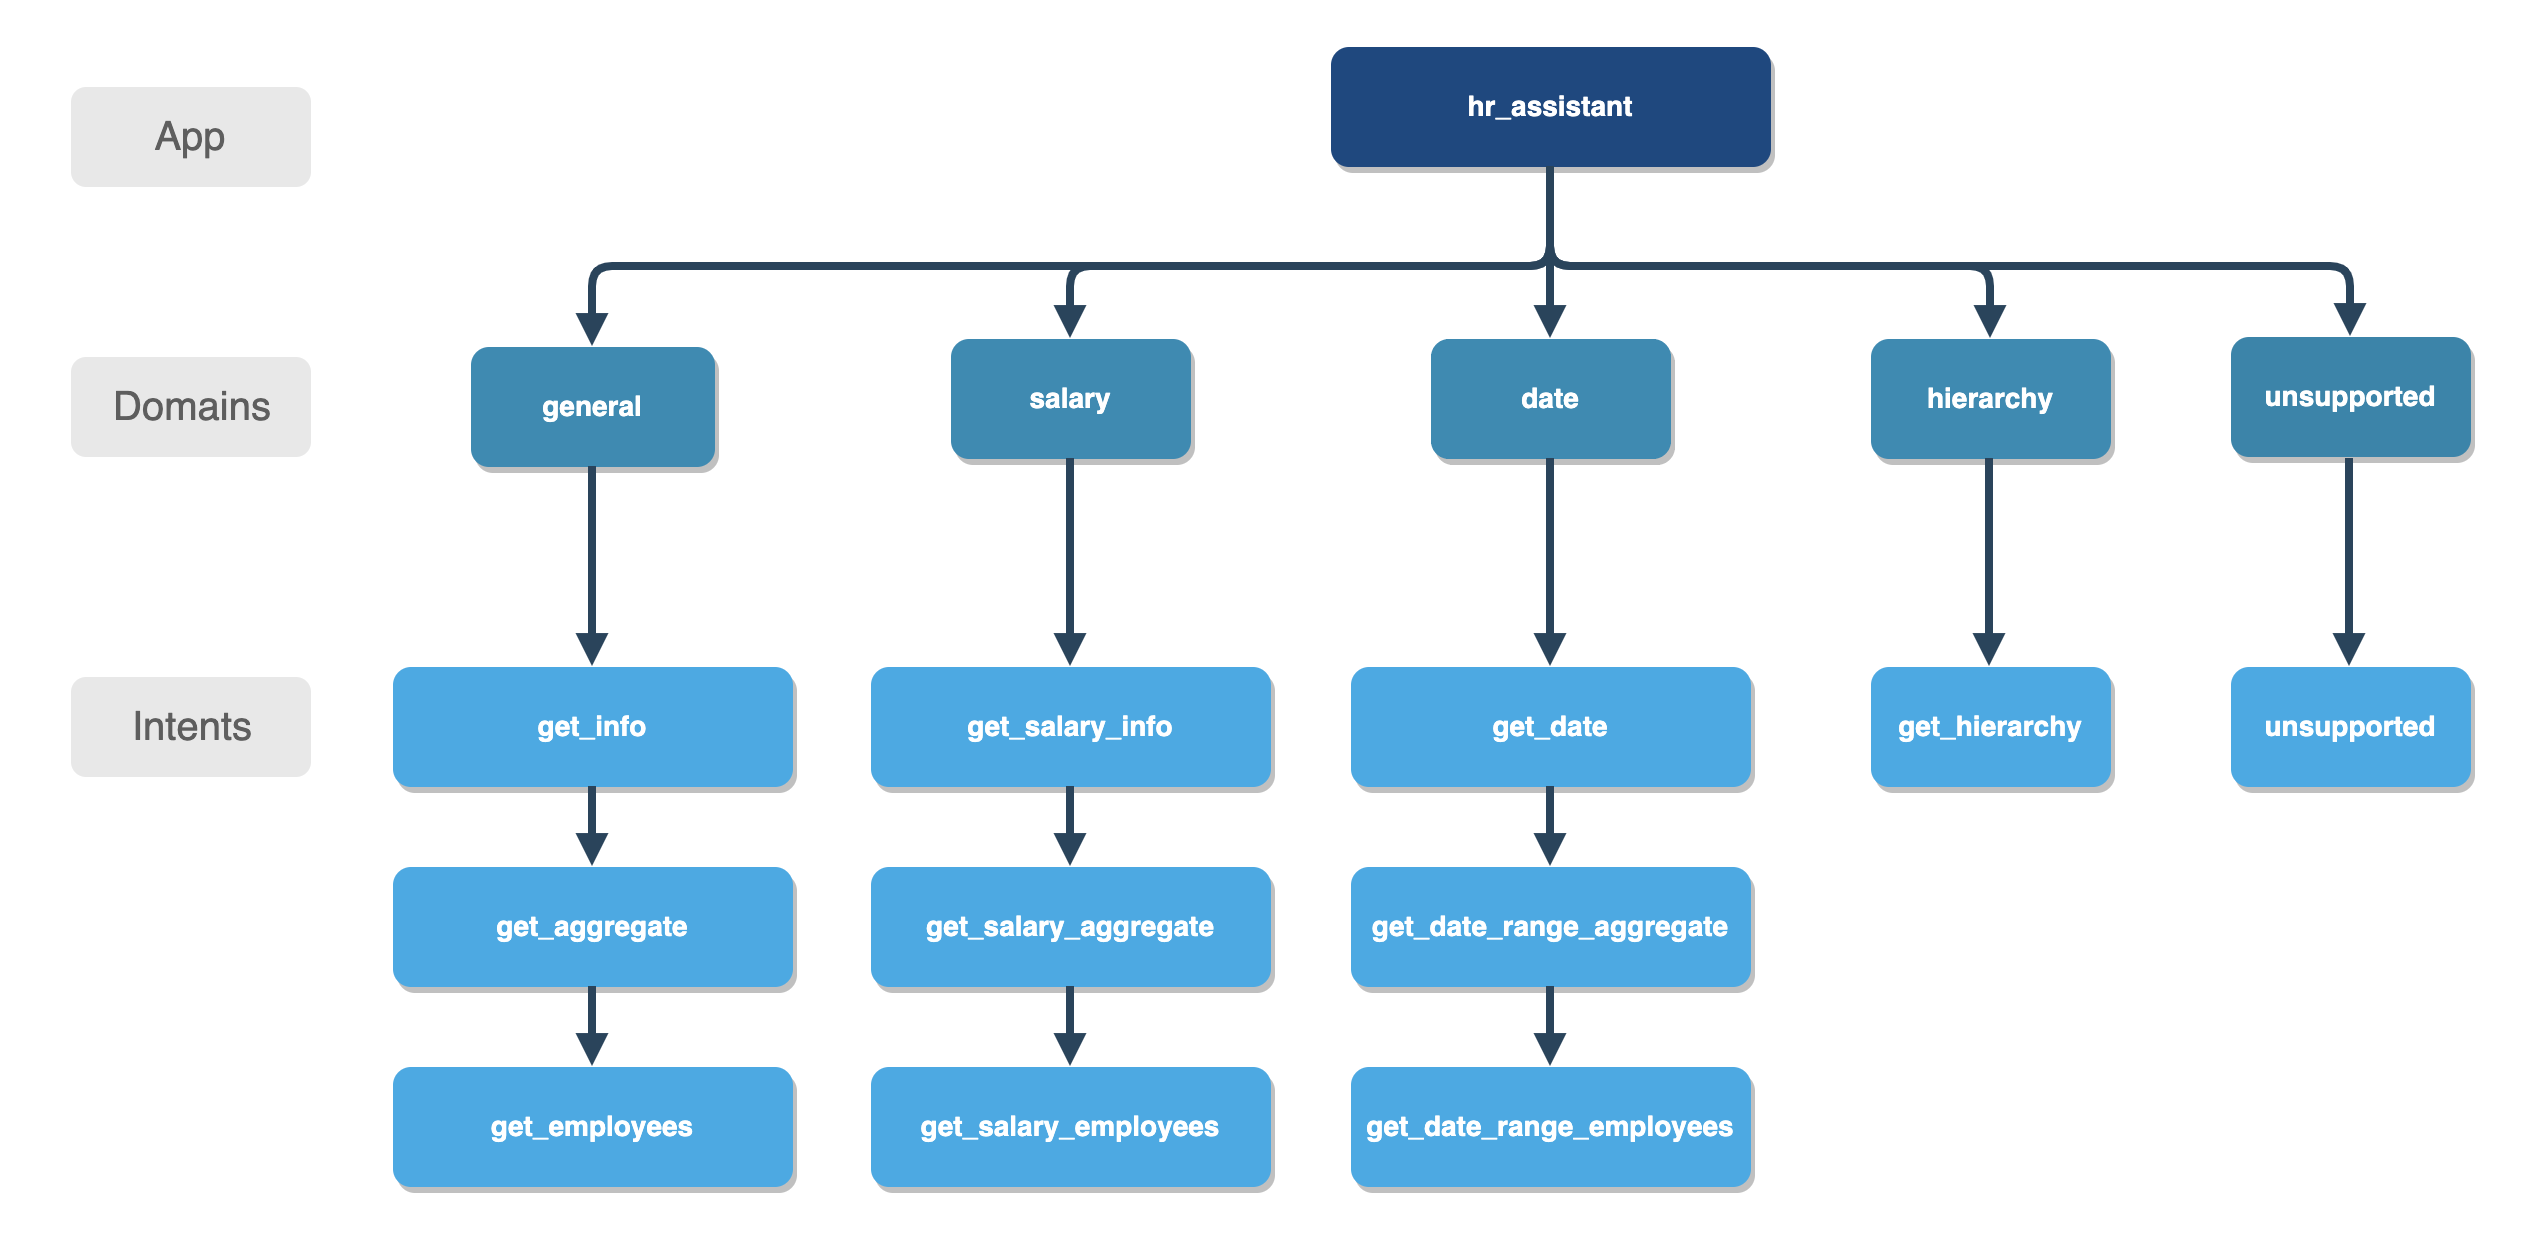 App
hr_assistant
Domains
general
salary
date
hierarchy
unsupported
Intents
get_info
get_salary_info
get_date
get_hierarchy
unsupported
get_aggregate
get_salary_aggregate
get_date_range_aggregate
get_employees
get_salary_employees
get_date_range_employees